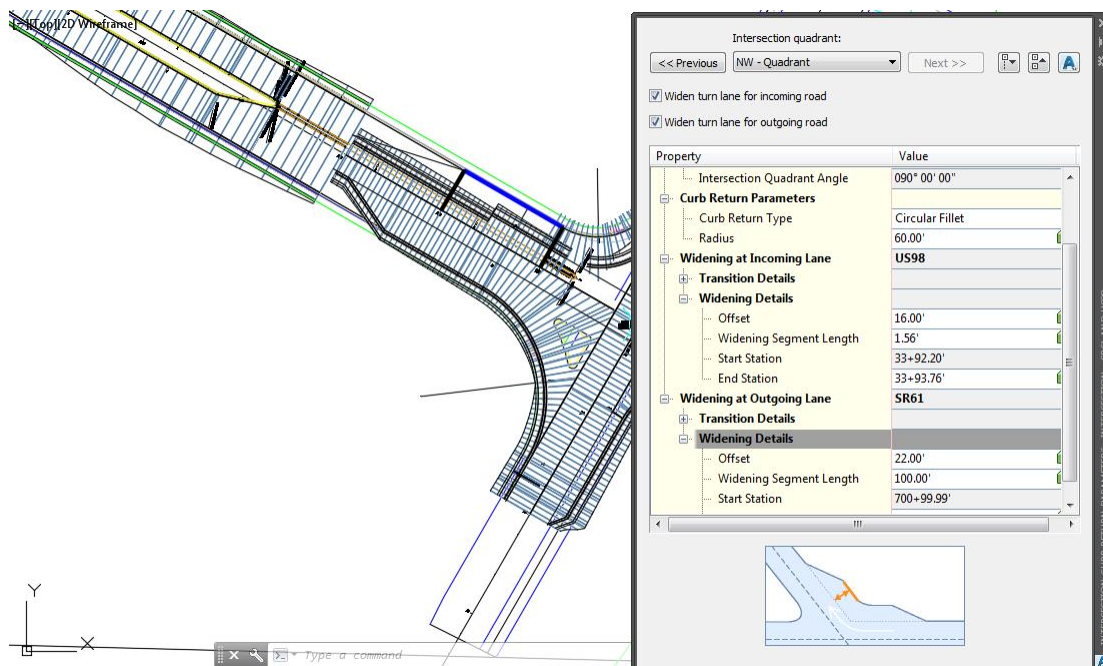 [−][Top][2D Wireframe]
Intersection quadrant:
<< Previous NW - Quadrant Next >>
Widen turn lane for incoming road
Widen turn lane for outgoing road
Property Value
Intersection Quadrant Angle 090° 00' 00"
Curb Return Parameters
Curb Return Type Circular Fillet
Radius 60.00'
Widening at Incoming Lane US98
Transition Details
Widening Details
Offset 16.00'
Widening Segment Length 1.56'
Start Station 33+92.20'
End Station 33+93.76'
Widening at Outgoing Lane SR61
Transition Details
Widening Details
Offset 22.00'
Widening Segment Length 100.00'
Start Station 700+99.99'
Y
X
Type a command